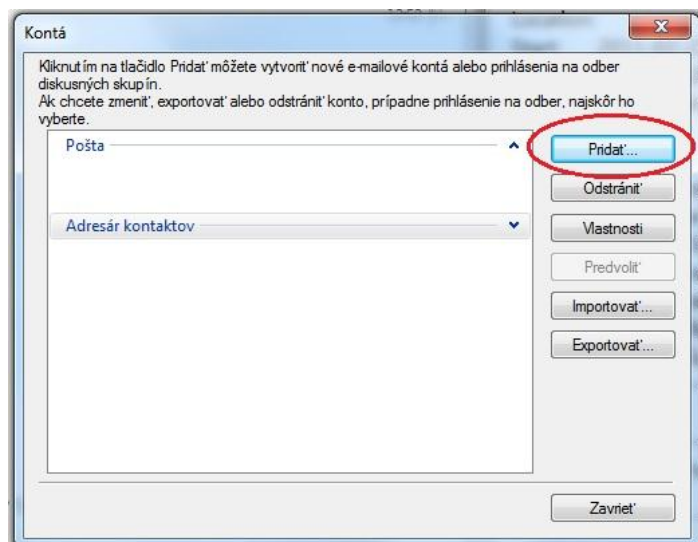 Kontá
Kliknutím na tlačidlo Pridať môžete vytvoriť nové e-mailové kontá alebo prihlásenia na odber
diskusných skupín.
Ak chcete zmeniť, exportovať alebo odstrániť konto, prípadne prihlásenie na odber, najskôr ho
vyberte.
Pošta
Pridať...
Odstrániť
Adresár kontaktov
Vlastnosti
Predvoliť
Importovať...
Exportovať...
Zavrieť